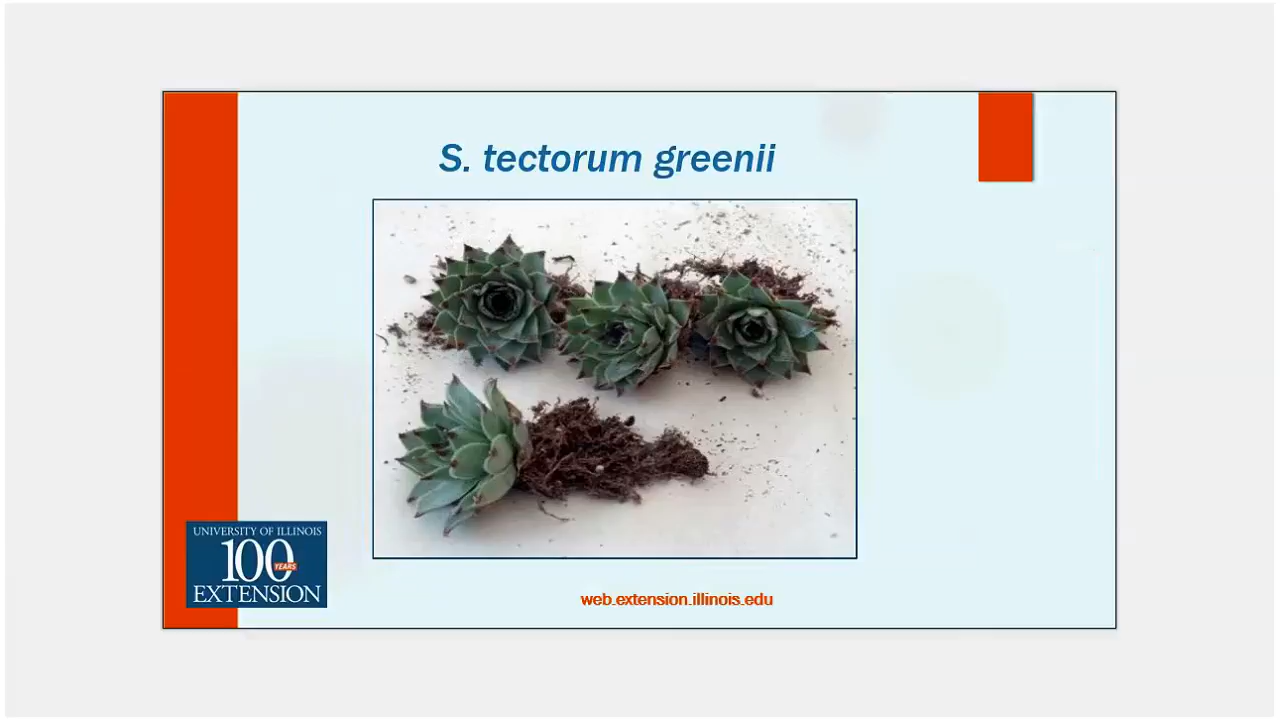 S. tectorum greenii
UNIVERSITY OF ILLINOIS
100
YEARS
EXTENSION
web.extension.illinois.edu